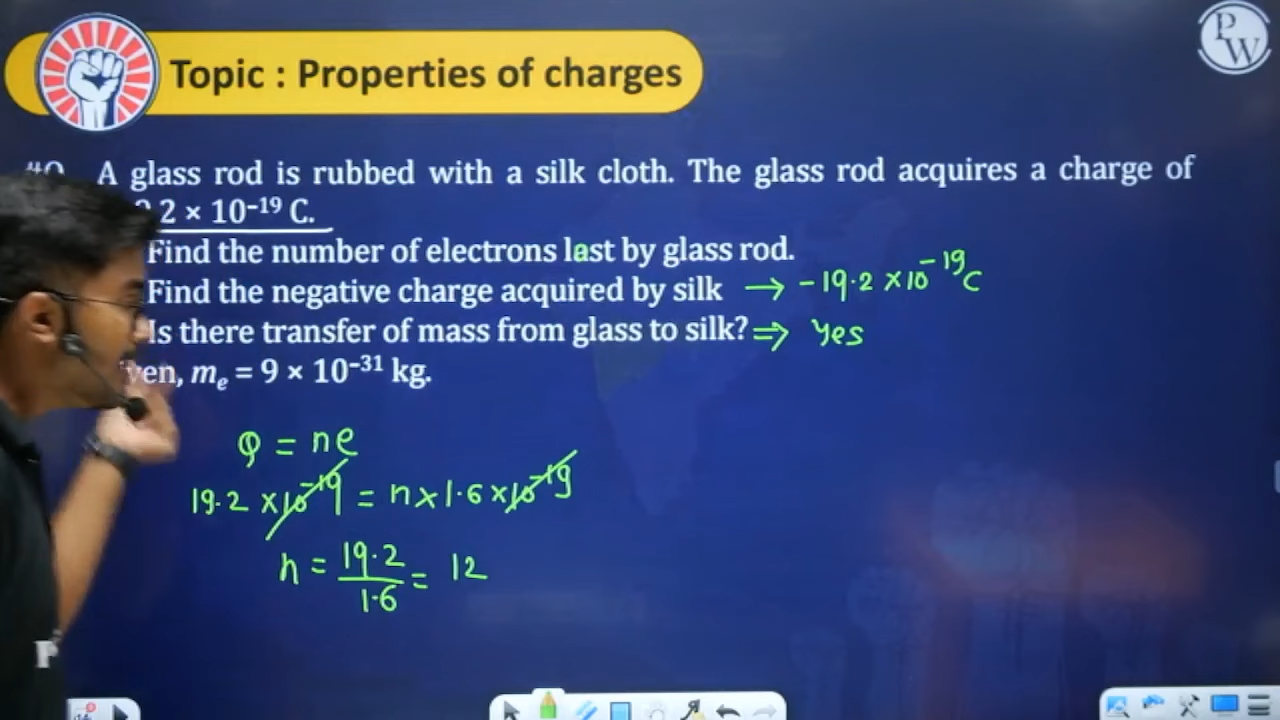 Topic : Properties of charges
P
W
A glass rod is rubbed with a silk cloth. The glass rod acquires a charge of
.2 × 10⁻¹⁹ C.
Find the number of electrons last by glass rod.
Find the negative charge acquired by silk → -19.2 × 10⁻¹⁹ C
Is there transfer of mass from glass to silk? ⇒ Yes
mₑ = 9 × 10⁻³¹ kg.
Q = ne
19.2 × 10⁻¹⁹ = n × 1.6 × 10⁻¹⁹
n = 19.2/1.6 = 12